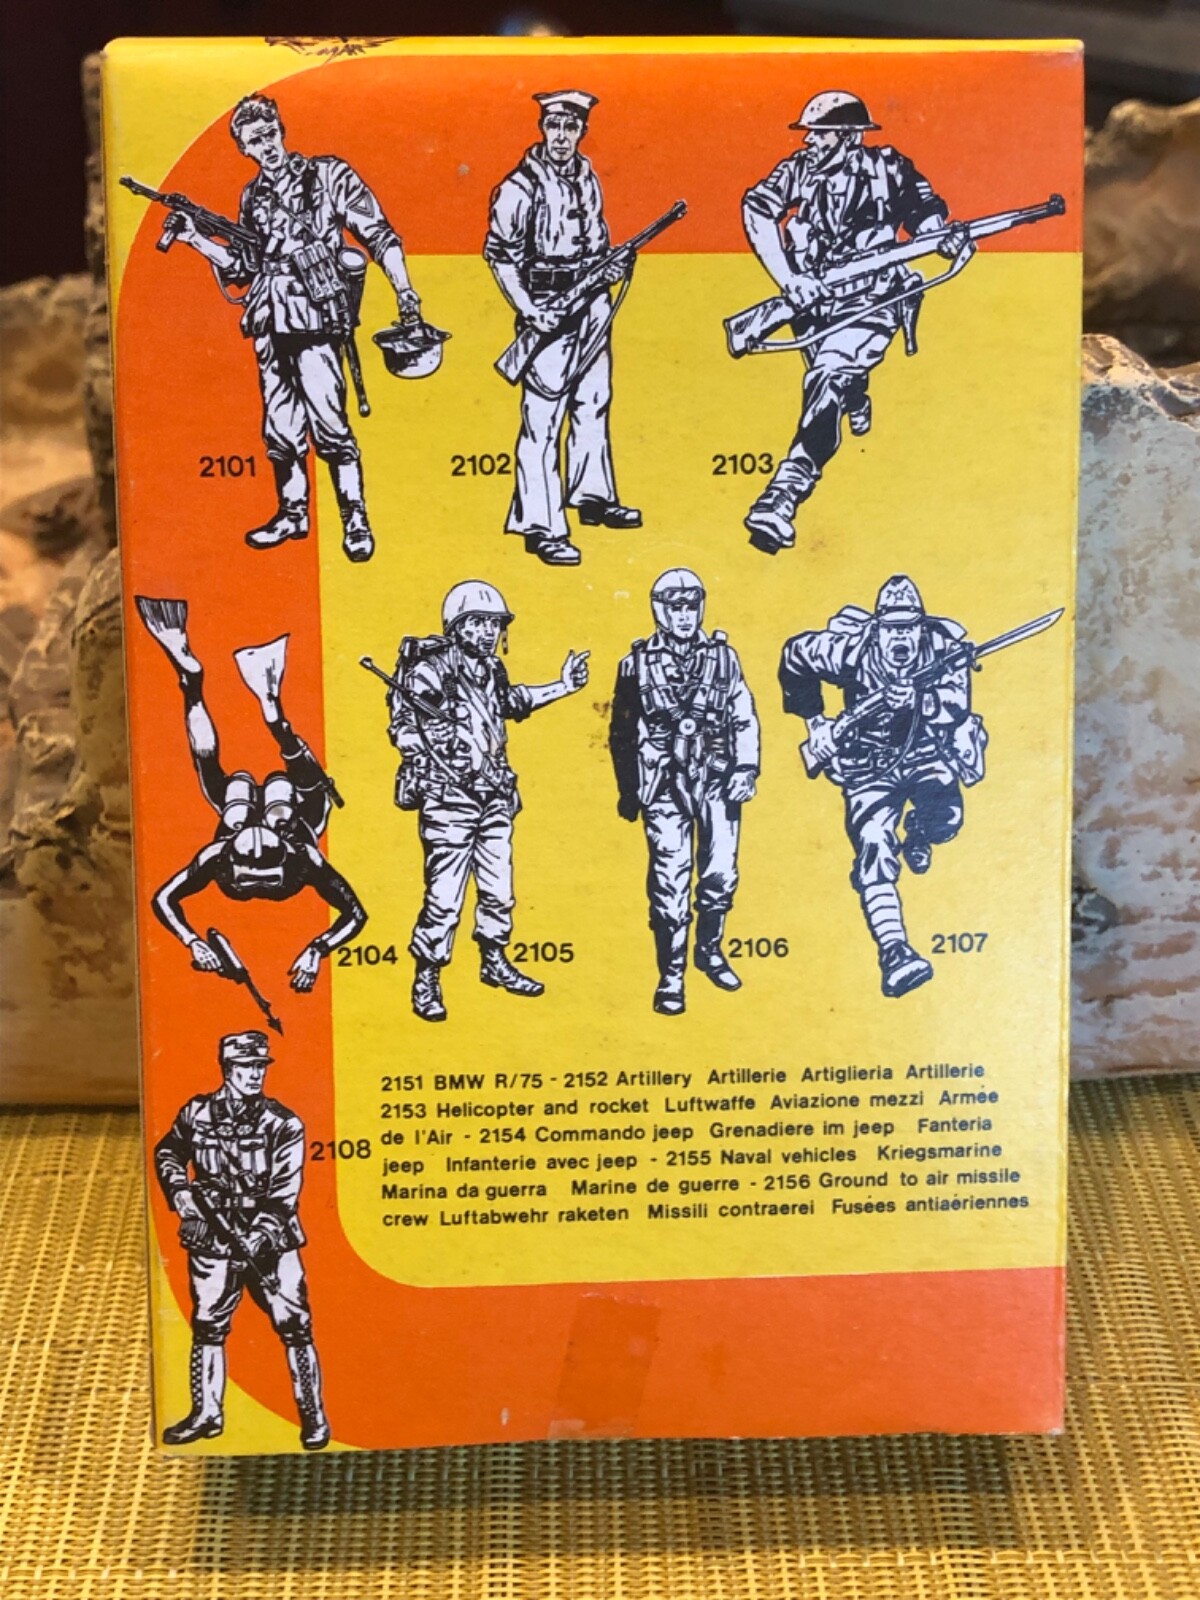 2101
2102
2103
2104
2105
2106
2107
2108
2151 BMW R/75 - 2152 Artillery Artillerie Artiglieria Artillerie
2153 Helicopter and rocket Luftwaffe Aviazione mezzi Armée
de l'Air - 2154 Commando jeep Grenadiere im jeep Fanteria
jeep Infanterie avec jeep - 2155 Naval vehicles Kriegsmarine
Marina da guerra Marine de guerre - 2156 Ground to air missile
crew Luftabwehr raketen Missili contraerei Fusées antiaériennes